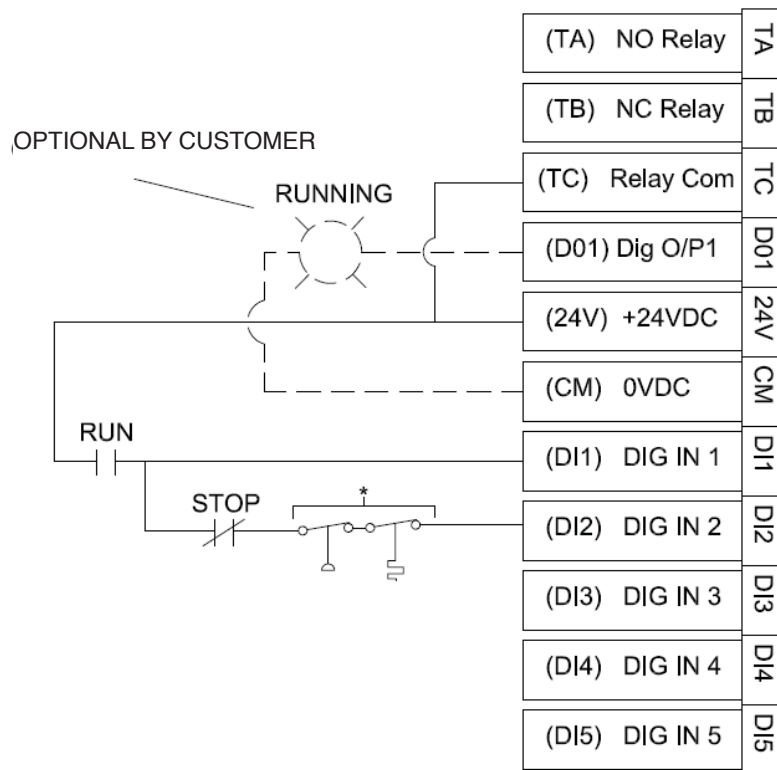 (TA) NO Relay
TA
(TB) NC Relay
TB
OPTIONAL BY CUSTOMER
(TC) Relay Com
TC
RUNNING
(D01) Dig O/P1
D01
(24V) +24VDC
24V
(CM) 0VDC
CM
RUN
(DI1) DIG IN 1
DI1
STOP
*
(DI2) DIG IN 2
DI2
(DI3) DIG IN 3
DI3
(DI4) DIG IN 4
DI4
(DI5) DIG IN 5
DI5